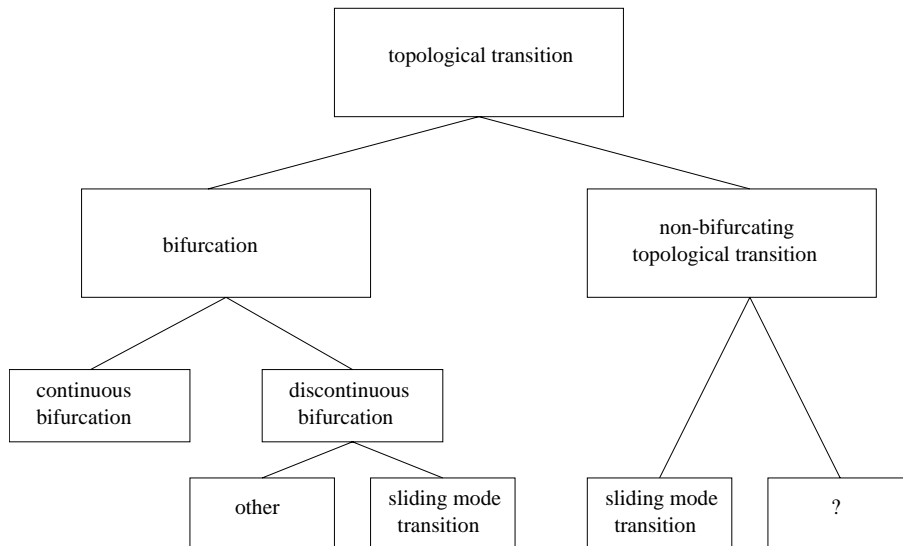 topological transition
bifurcation
non-bifurcating
topological transition
continuous
bifurcation
discontinuous
bifurcation
other
sliding mode
transition
sliding mode
transition
?